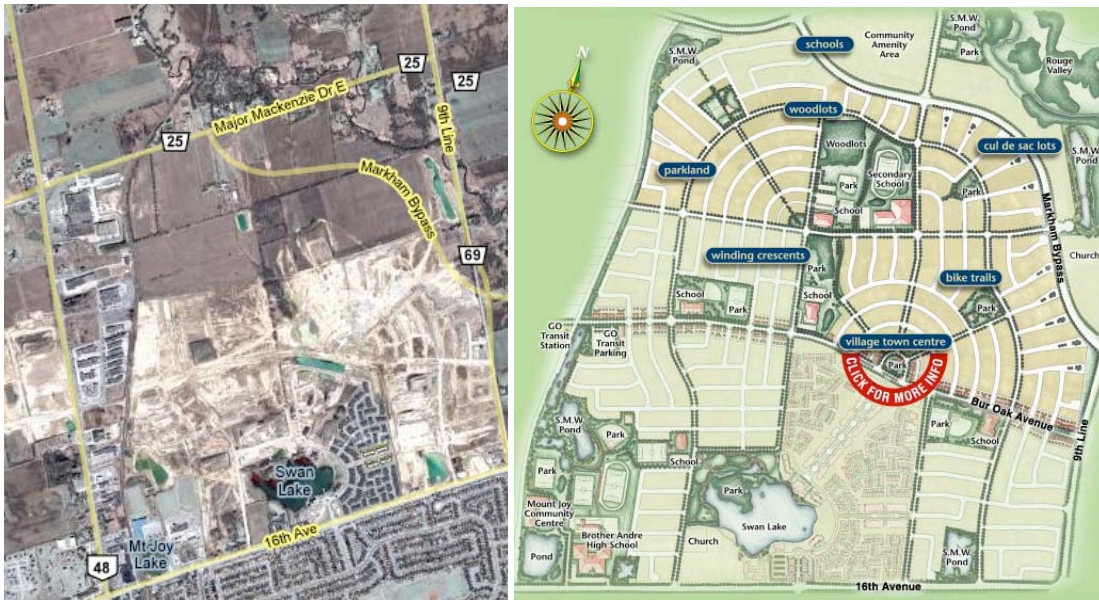 25
25
Major Mackenzie Dr E
25
9th Line
Markham Bypass
69
Swan
Lake
16th Ave
Mt Joy
Lake
48
N
S.M.W.
Pond
schools
Community
Amenity
Area
S.M.W.
Pond
Park
Rouge
Valley
woodlots
Woodlots
cul de sac lots
S.M.W.
Pond
parkland
Secondary
School
Park
Park
School
Markham Bypass
winding crescents
Park
bike trails
Church
School
Park
School
Park
GO
Transit
Station
GO
Transit
Parking
village town centre
Park
CLICK FOR MORE INFO
Bur Oak Avenue
9th Line
S.M.W.
Pond
Park
Park
School
School
Park
Park
Mount Joy
Community
Centre
Swan Lake
Brother Andre
High School
Church
Pond
S.M.W.
Pond
16th Avenue